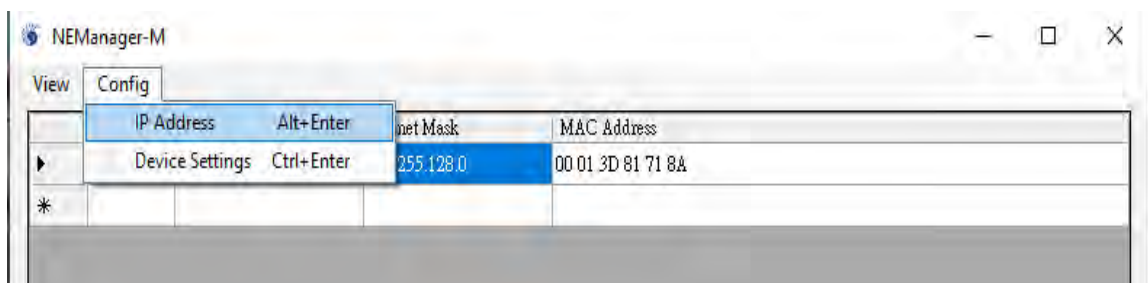 NEManager-M
View Config
IP Address Alt+Enter
net Mask MAC Address
Device Settings Ctrl+Enter
255.128.0 00 01 3D 81 71 8A